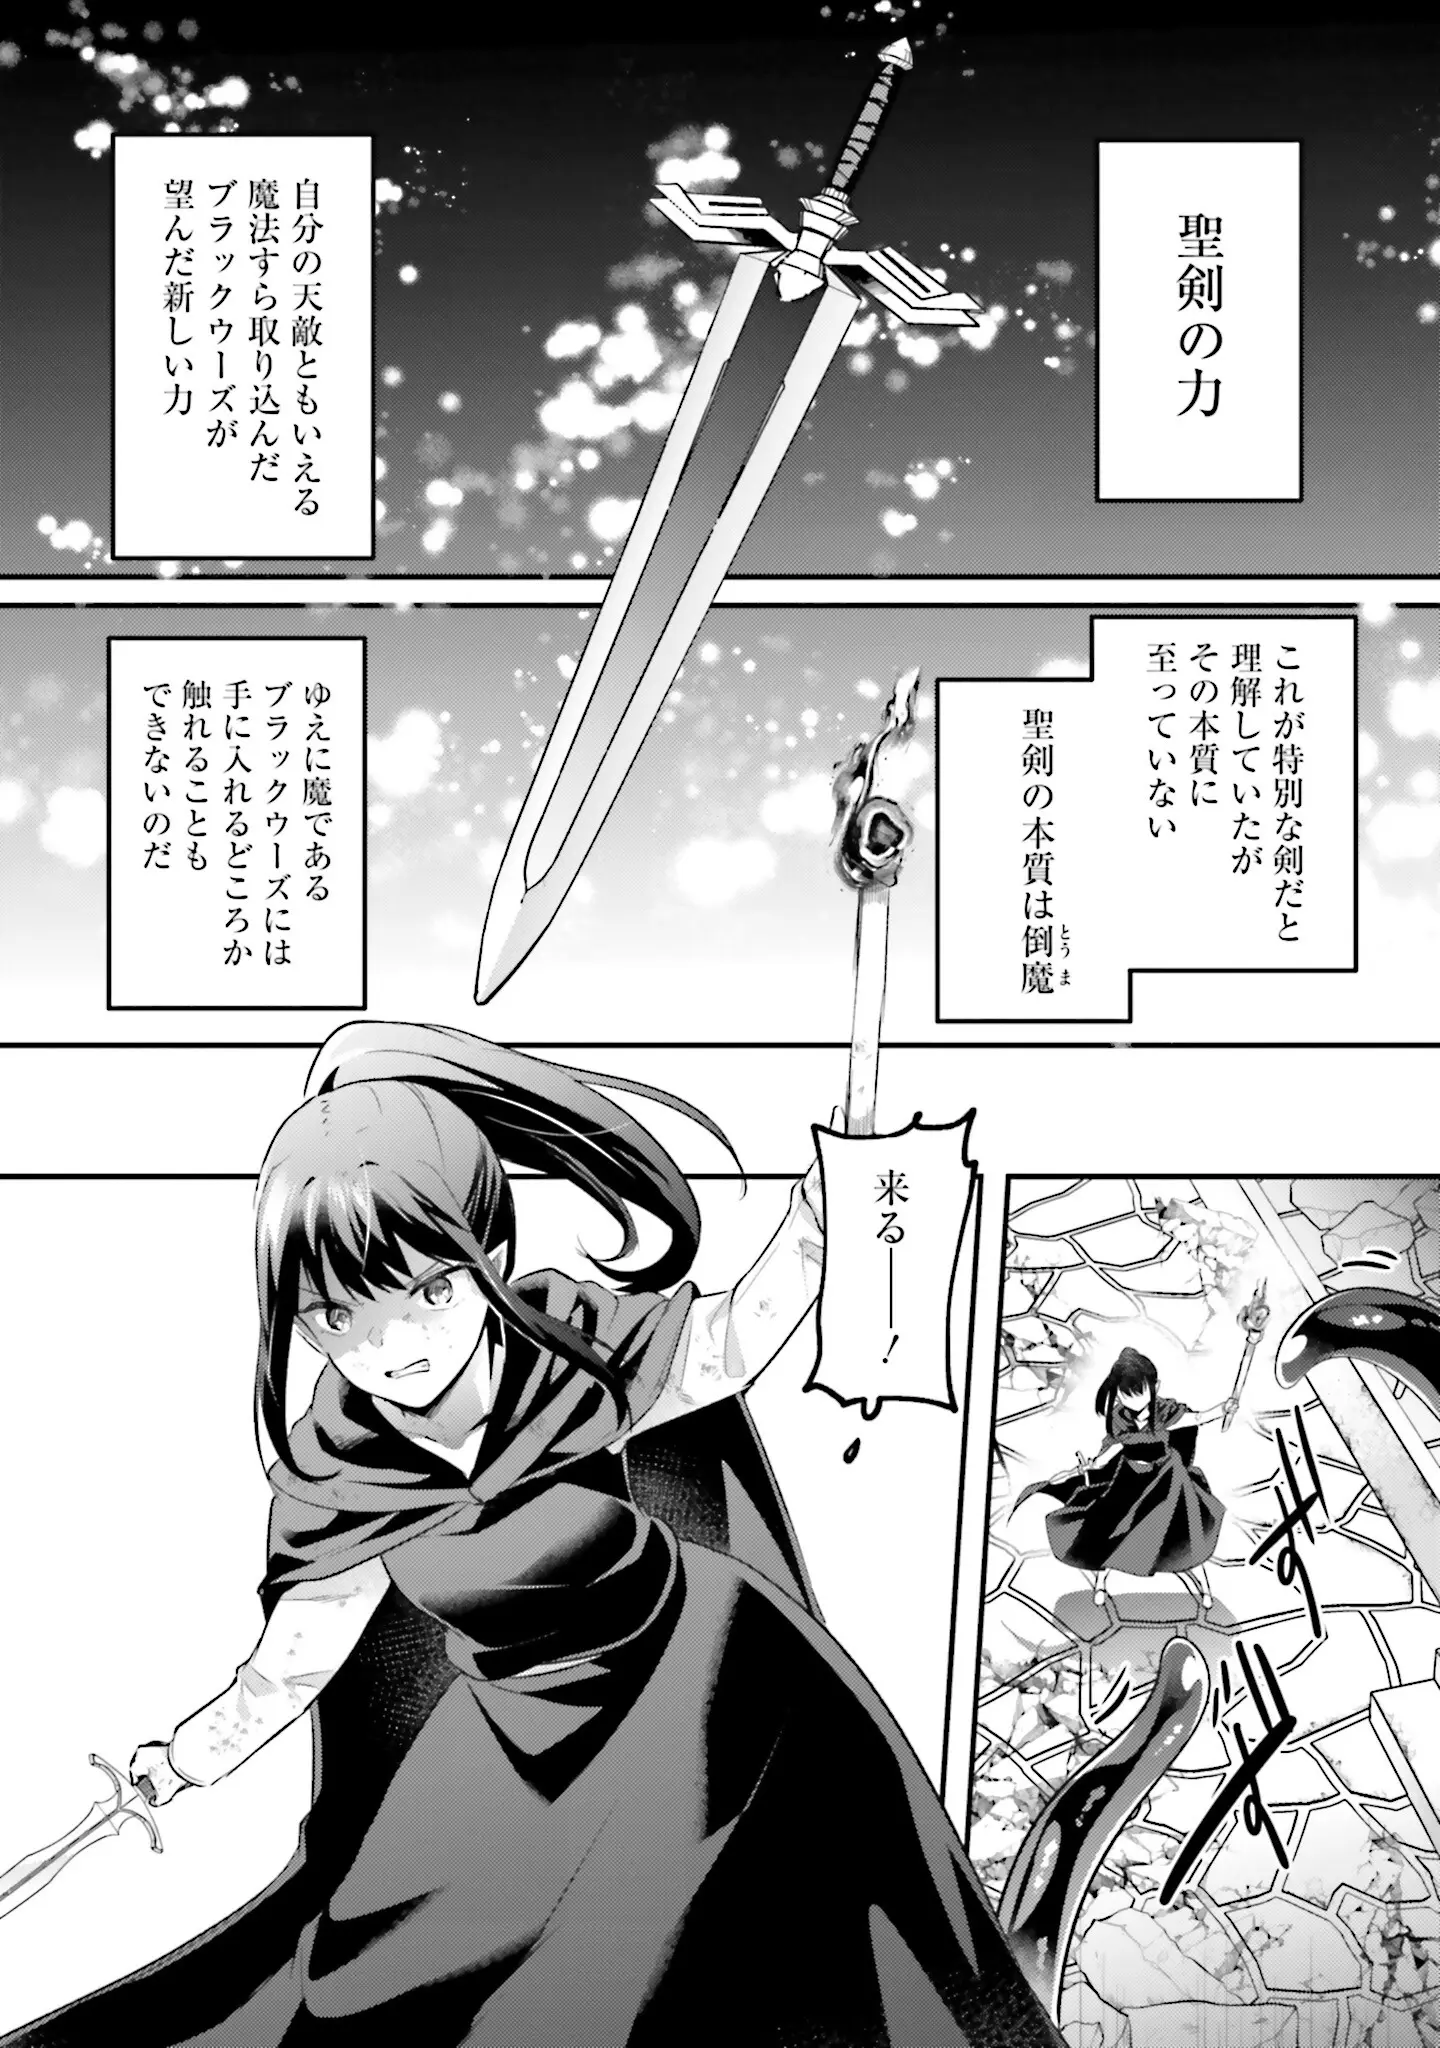 聖剣の力
自分の天敵ともいえる
魔法すら取り込んだ
ブラックウーズが
望んだ新しい力
これが特別な剣だと
理解していたが
その本質に
至っていない
聖剣の本質は倒魔
とうま
ゆえに魔である
ブラックウーズには
手に入れるどころか
触れることも
できないのだ
ずず
ずず
来る──！